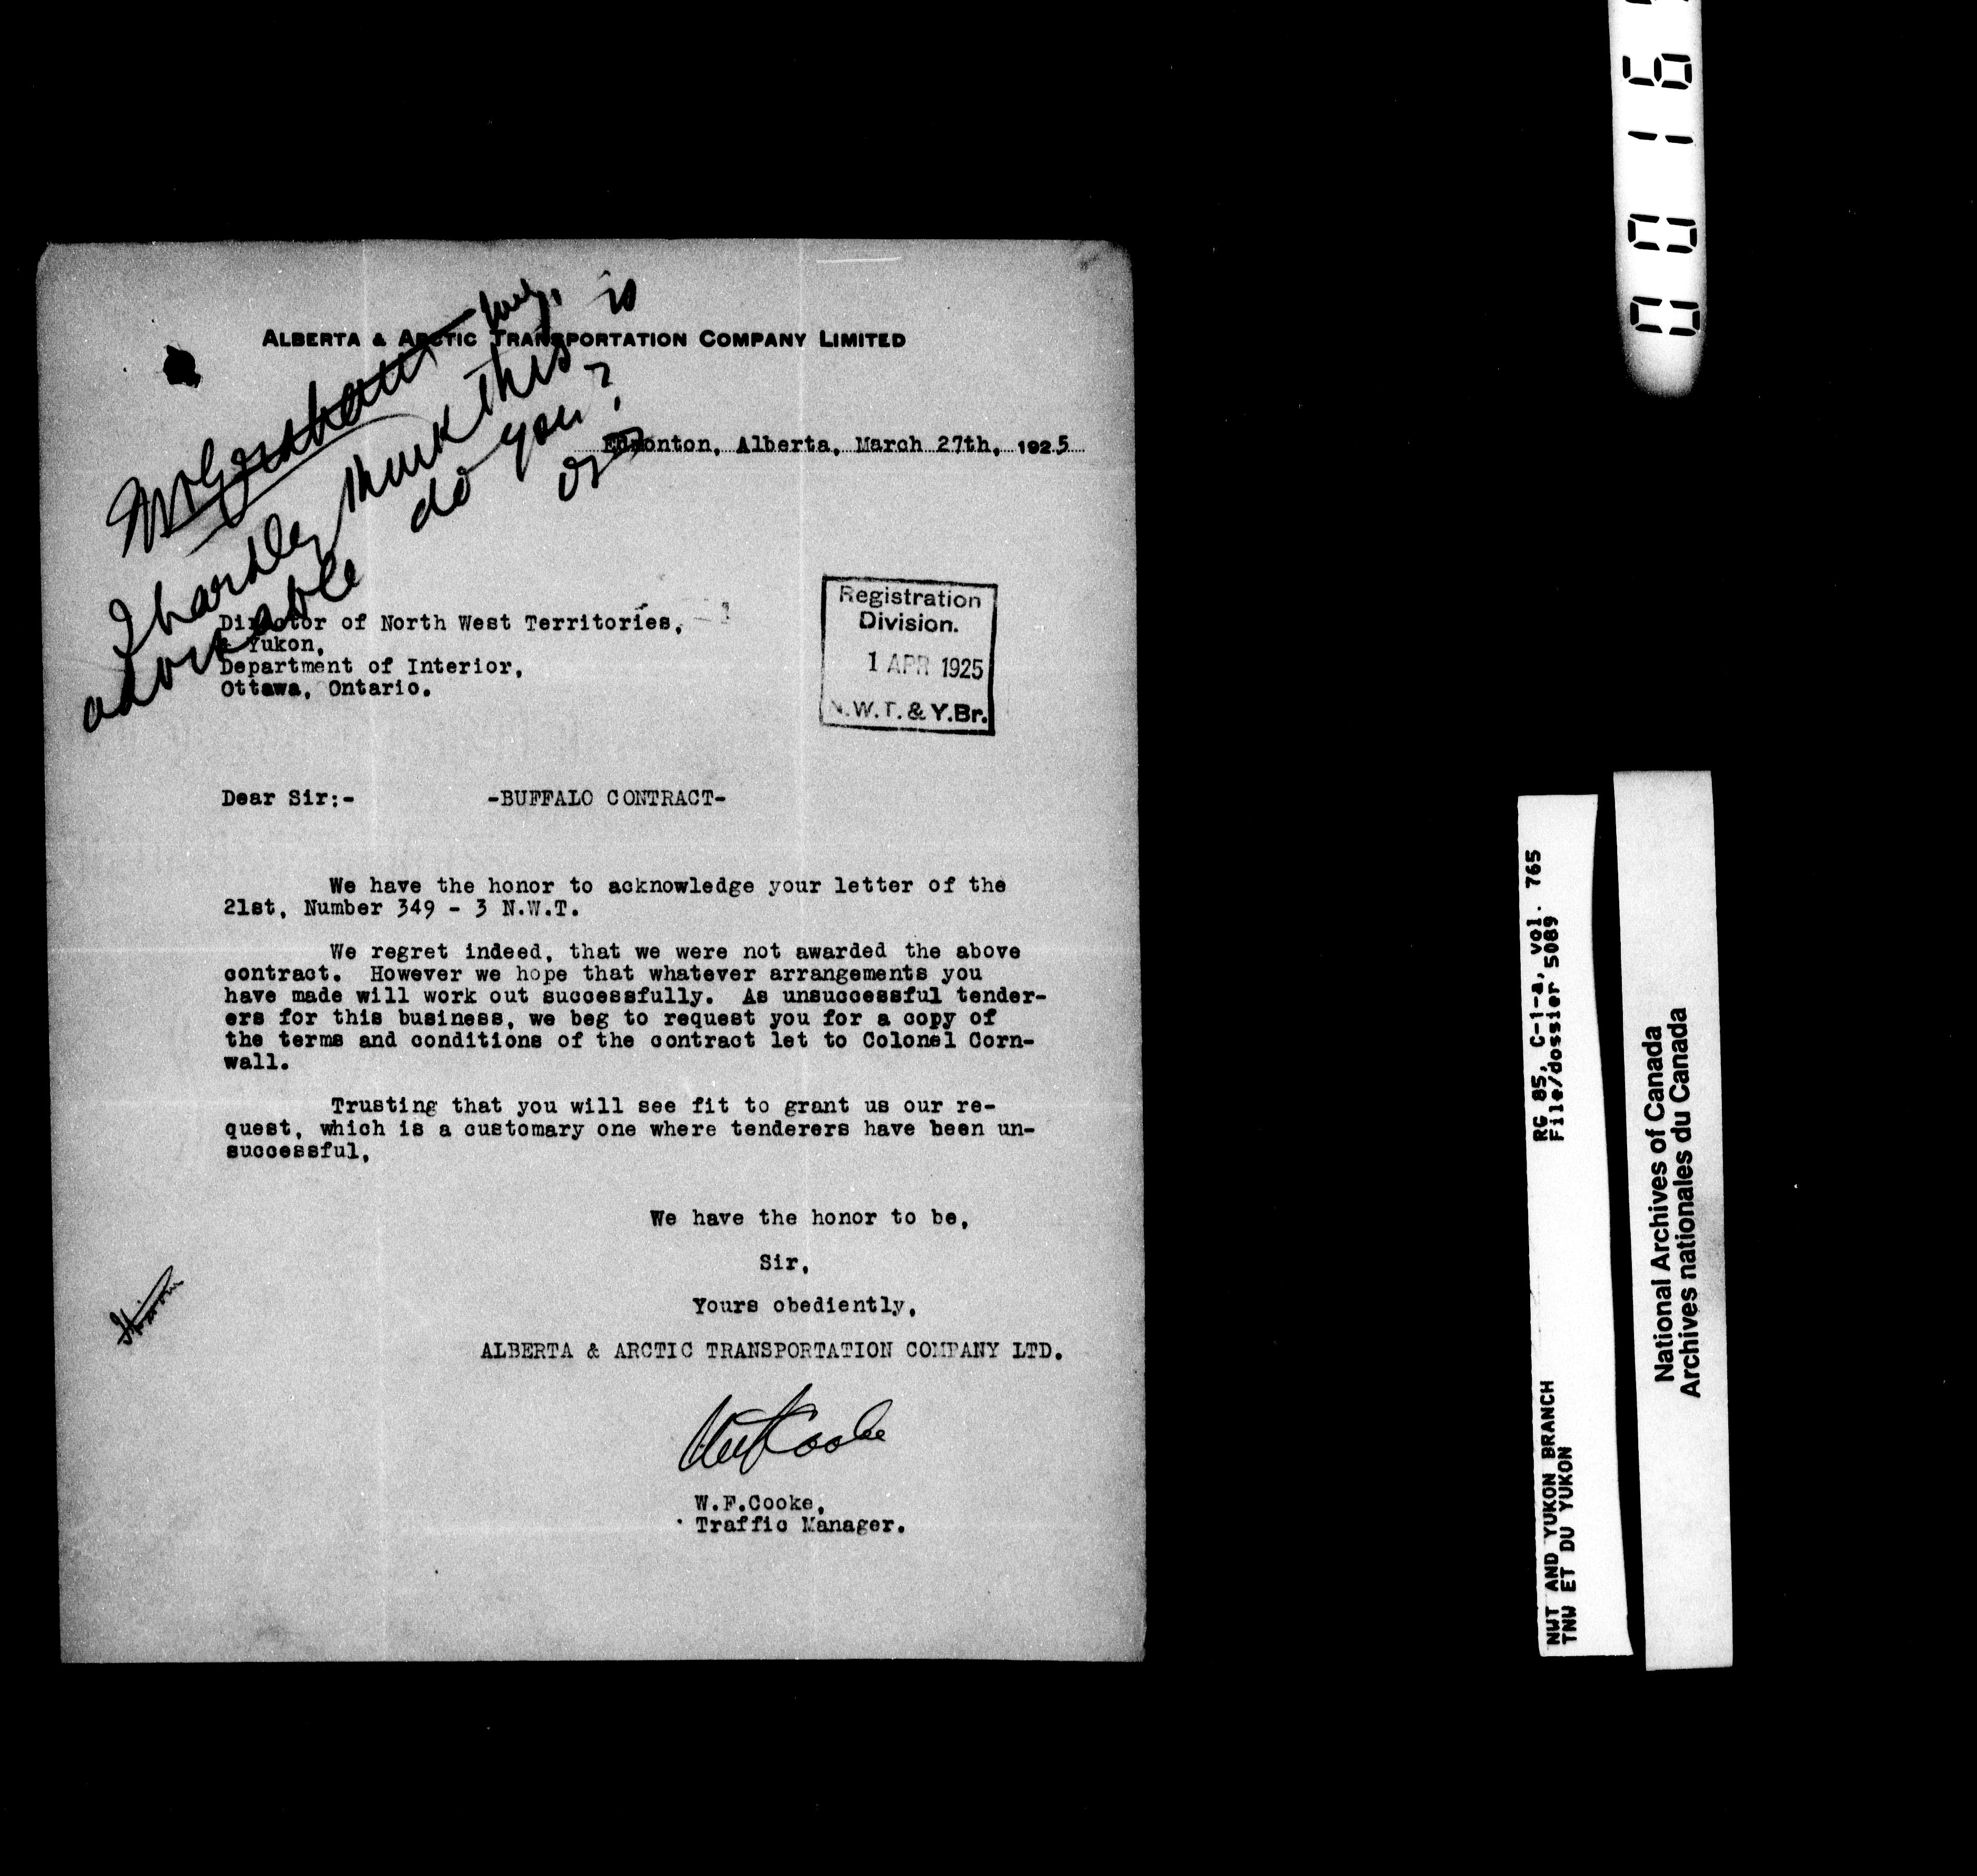 ALBERTA & ARCTIC TRANSPORTATION COMPANY LIMITED
I hardly think this is
advisable do you?
Edmonton, Alberta, March 27th, 1925
Director of North West Territories,
& Yukon,
Department of Interior,
Ottawa, Ontario.
Registration
Division.
1 APR 1925
N.W.T. & Y.Br.
Dear Sir:- -BUFFALO CONTRACT-
We have the honor to acknowledge your letter of the
21st, Number 349 - 3 N.W.T.
We regret indeed, that we were not awarded the above
contract. However we hope that whatever arrangements you
have made will work out successfully. As unsuccessful tender-
ers for this business, we beg to request you for a copy of
the terms and conditions of the contract let to Colonel Corn-
wall.
Trusting that you will see fit to grant us our re-
quest, which is a customary one where tenderers have been un-
successful,
We have the honor to be,
Sir,
Yours obediently,
ALBERTA & ARCTIC TRANSPORTATION COMPANY LTD.
W.F.Cooke,
Traffic Manager.
0016
RG 85, C-1-a, vol. 765
File/dossier 5089
NWT AND YUKON BRANCH
TNW ET DU YUKON
National Archives of Canada
Archives nationales du Canada